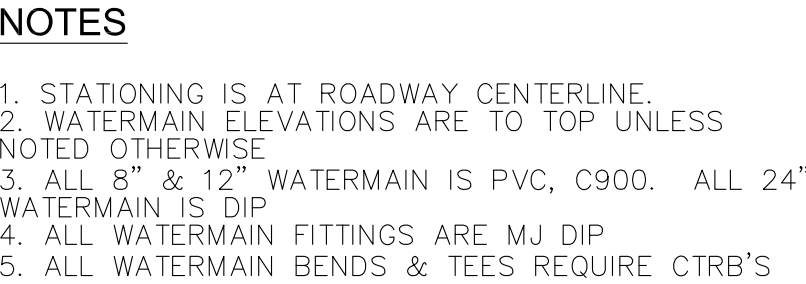 NOTES
1. STATIONING IS AT ROADWAY CENTERLINE.
2. WATERMAIN ELEVATIONS ARE TO TOP UNLESS
NOTED OTHERWISE
3. ALL 8” & 12” WATERMAIN IS PVC, C900. ALL 24”
WATERMAIN IS DIP
4. ALL WATERMAIN FITTINGS ARE MJ DIP
5. ALL WATERMAIN BENDS & TEES REQUIRE CTRB’S